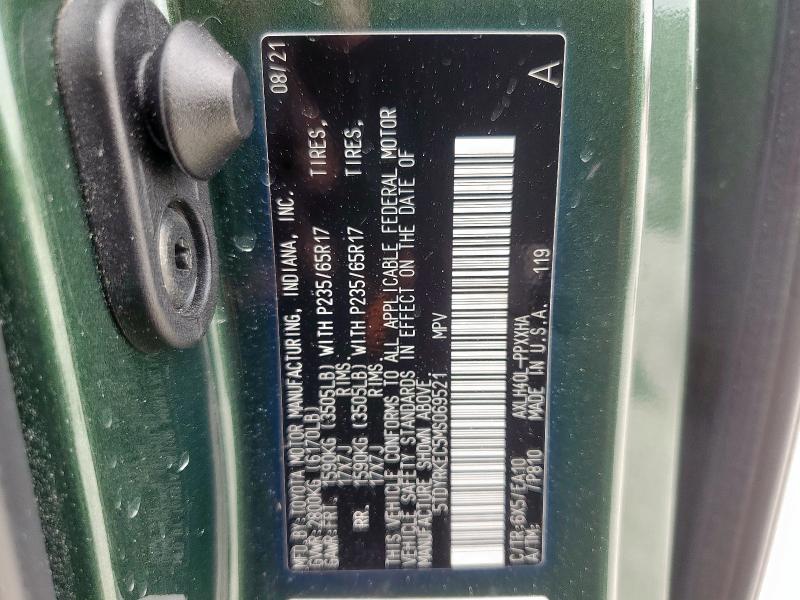 MFD. BY: TOYOTA MOTOR MANUFACTURING, INDIANA, INC. 08/21
GVWR: 2800KG (6170LB)
GAWR: FRT. 1590KG (3505LB) WITH P235/65R17 TIRES,
17X7J RIMS.
RR. 1590KG (3505LB) WITH P235/65R17 TIRES,
17X7J RIMS.
THIS VEHICLE CONFORMS TO ALL APPLICABLE FEDERAL MOTOR
VEHICLE SAFETY STANDARDS IN EFFECT ON THE DATE OF
MANUFACTURE SHOWN ABOVE.
5TDYRKEC5MS069521 MPV
C/TR: 6X5/EA10 AXLH40L-PPXXHA
A/TM: /P810 MADE IN U.S.A. 119
A